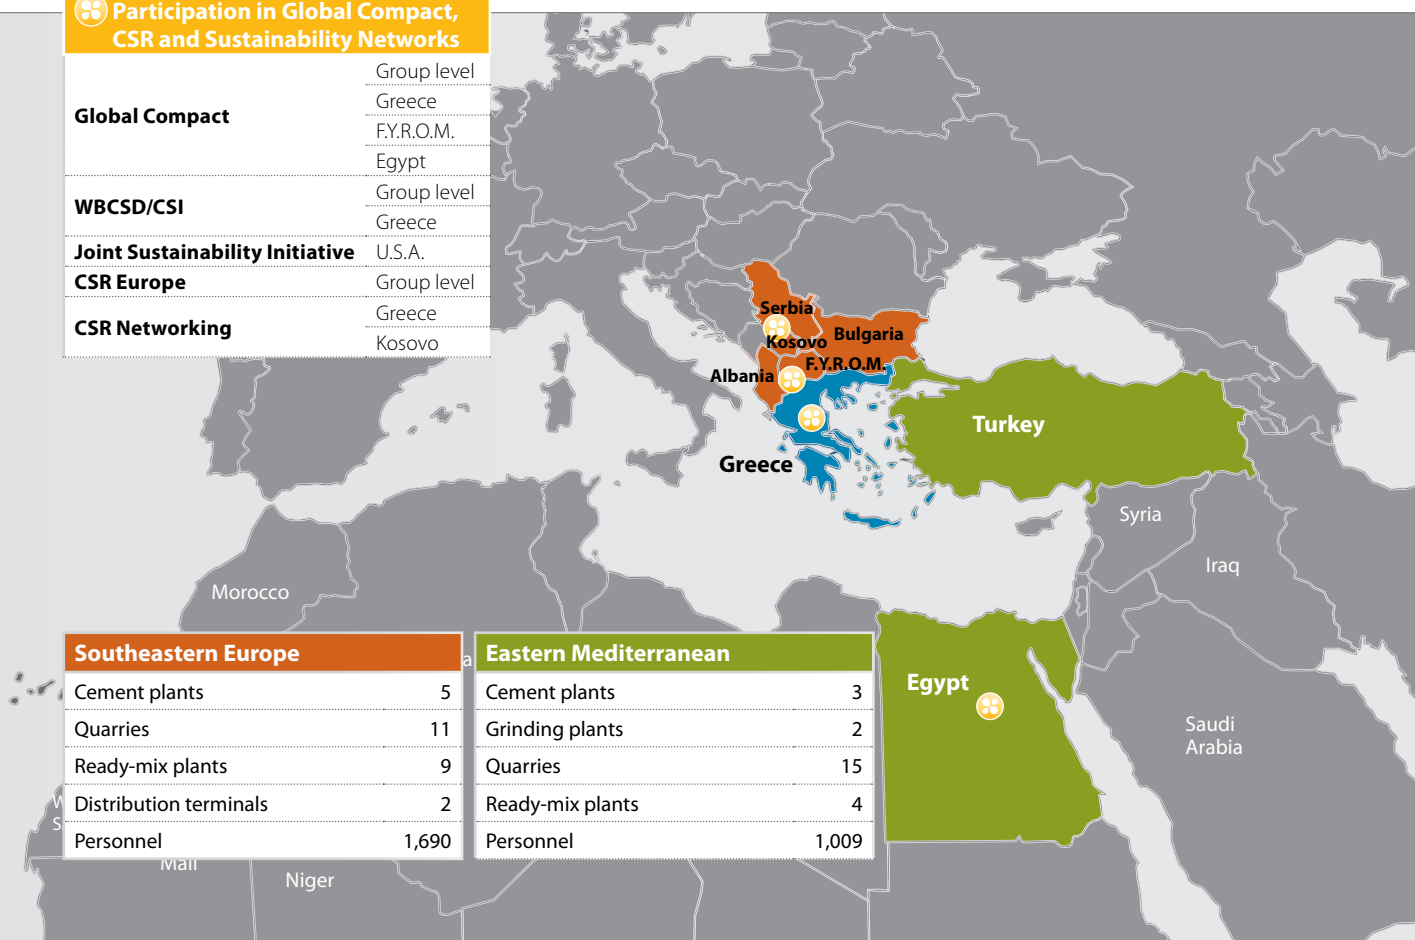 Participation in Global Compact,
CSR and Sustainability Networks
Global Compact
Group level
Greece
F.Y.R.O.M.
Egypt
WBCSD/CSI
Group level
Greece
Joint Sustainability Initiative U.S.A.
CSR Europe Group level
CSR Networking
Greece
Kosovo
Serbia
Kosovo
Bulgaria
F.Y.R.O.M.
Albania
Greece
Turkey
Syria
Iraq
Morocco
Egypt
Saudi
Arabia
Southeastern Europe
Cement plants 5
Quarries 11
Ready-mix plants 9
Distribution terminals 2
Personnel 1,690
Eastern Mediterranean
Cement plants 3
Grinding plants 2
Quarries 15
Ready-mix plants 4
Personnel 1,009
Mali
Niger